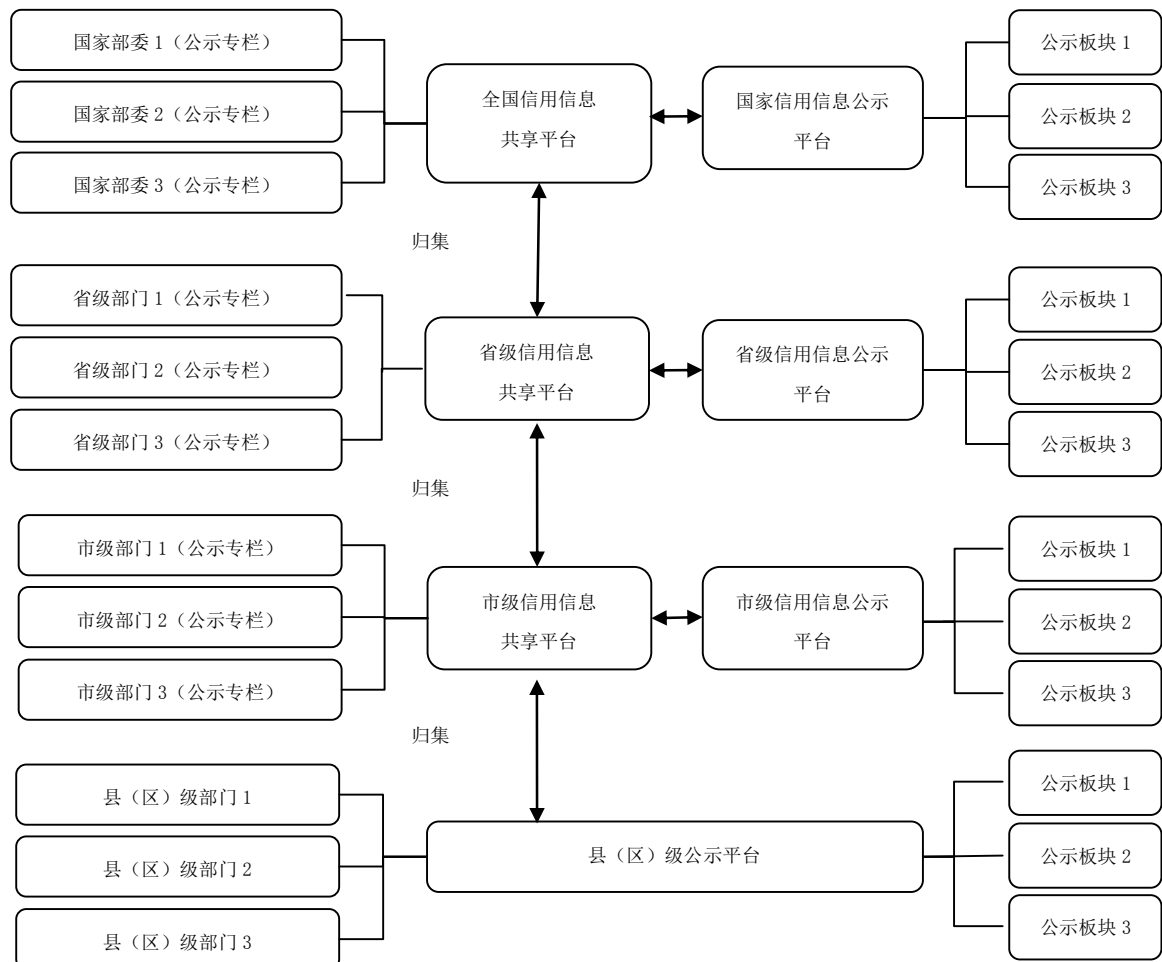 国家部委 1（公示专栏）
国家部委 2（公示专栏）
国家部委 3（公示专栏）
全国信用信息
共享平台
国家信用信息公示
平台
公示板块 1
公示板块 2
公示板块 3
归集
省级部门 1（公示专栏）
省级部门 2（公示专栏）
省级部门 3（公示专栏）
省级信用信息
共享平台
省级信用信息公示
平台
公示板块 1
公示板块 2
公示板块 3
归集
市级部门 1（公示专栏）
市级部门 2（公示专栏）
市级部门 3（公示专栏）
市级信用信息
共享平台
市级信用信息公示
平台
公示板块 1
公示板块 2
公示板块 3
归集
县（区）级部门 1
县（区）级部门 2
县（区）级部门 3
县（区）级公示平台
公示板块 1
公示板块 2
公示板块 3